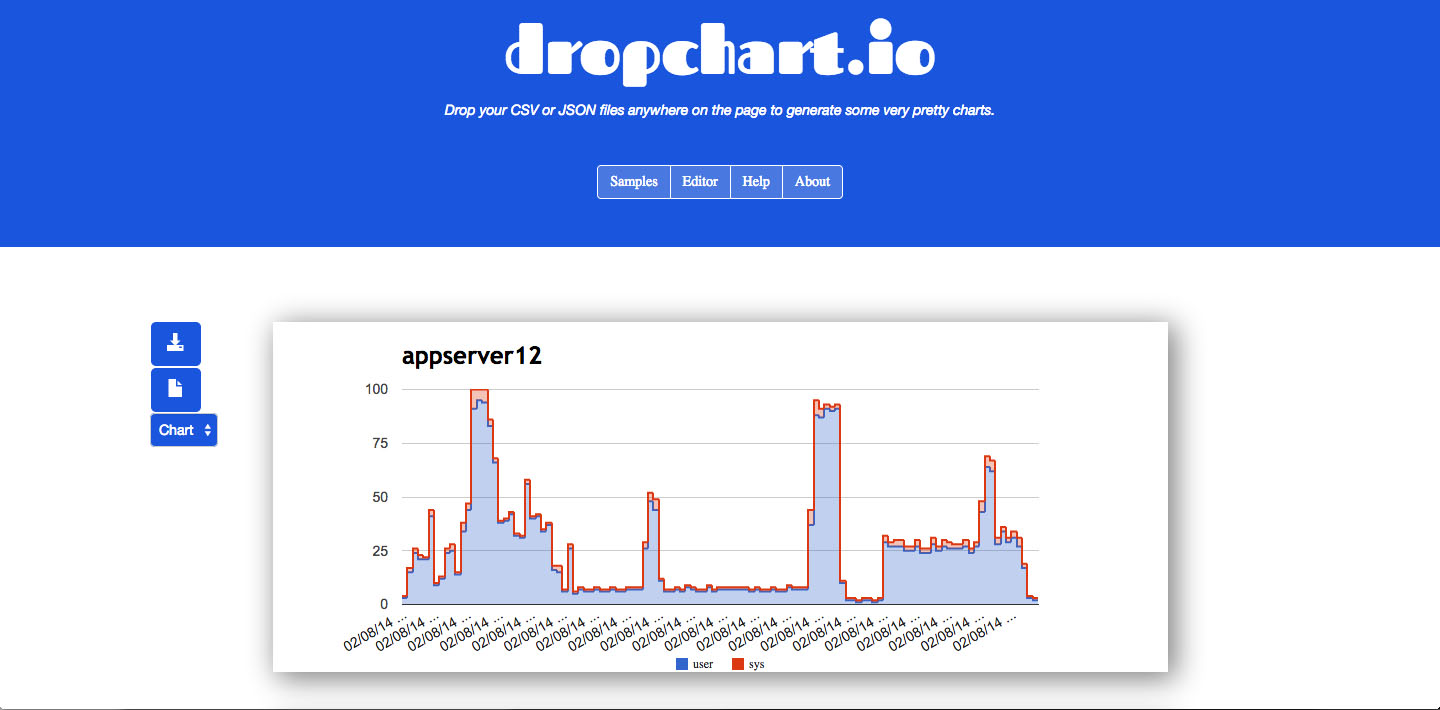 dropchart.io
Drop your CSV or JSON files anywhere on the page to generate some very pretty charts.
Samples Editor Help About
Chart
appserver12
100
75
50
25
0
02/08/14 ... 02/08/14 ... 02/08/14 ... 02/08/14 ... 02/08/14 ... 02/08/14 ... 02/08/14 ... 02/08/14 ... 02/08/14 ... 02/08/14 ... 02/08/14 ... 02/08/14 ... 02/08/14 ... 02/08/14 ... 02/08/14 ... 02/08/14 ... 02/08/14 ... 02/08/14 ... 02/08/14 ... 02/08/14 ...
user sys